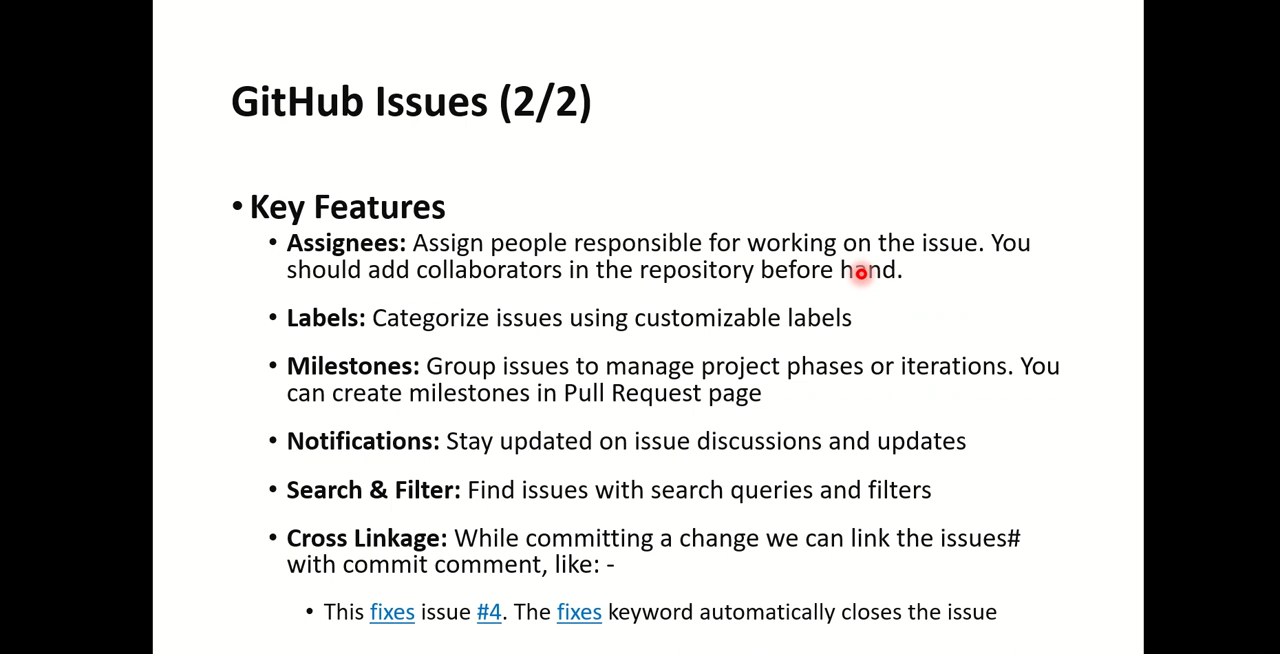 GitHub Issues (2/2)
• Key Features
• Assignees: Assign people responsible for working on the issue. You
should add collaborators in the repository before hand.
• Labels: Categorize issues using customizable labels
• Milestones: Group issues to manage project phases or iterations. You
can create milestones in Pull Request page
• Notifications: Stay updated on issue discussions and updates
• Search & Filter: Find issues with search queries and filters
• Cross Linkage: While committing a change we can link the issues#
with commit comment, like: -
• This fixes issue #4. The fixes keyword automatically closes the issue